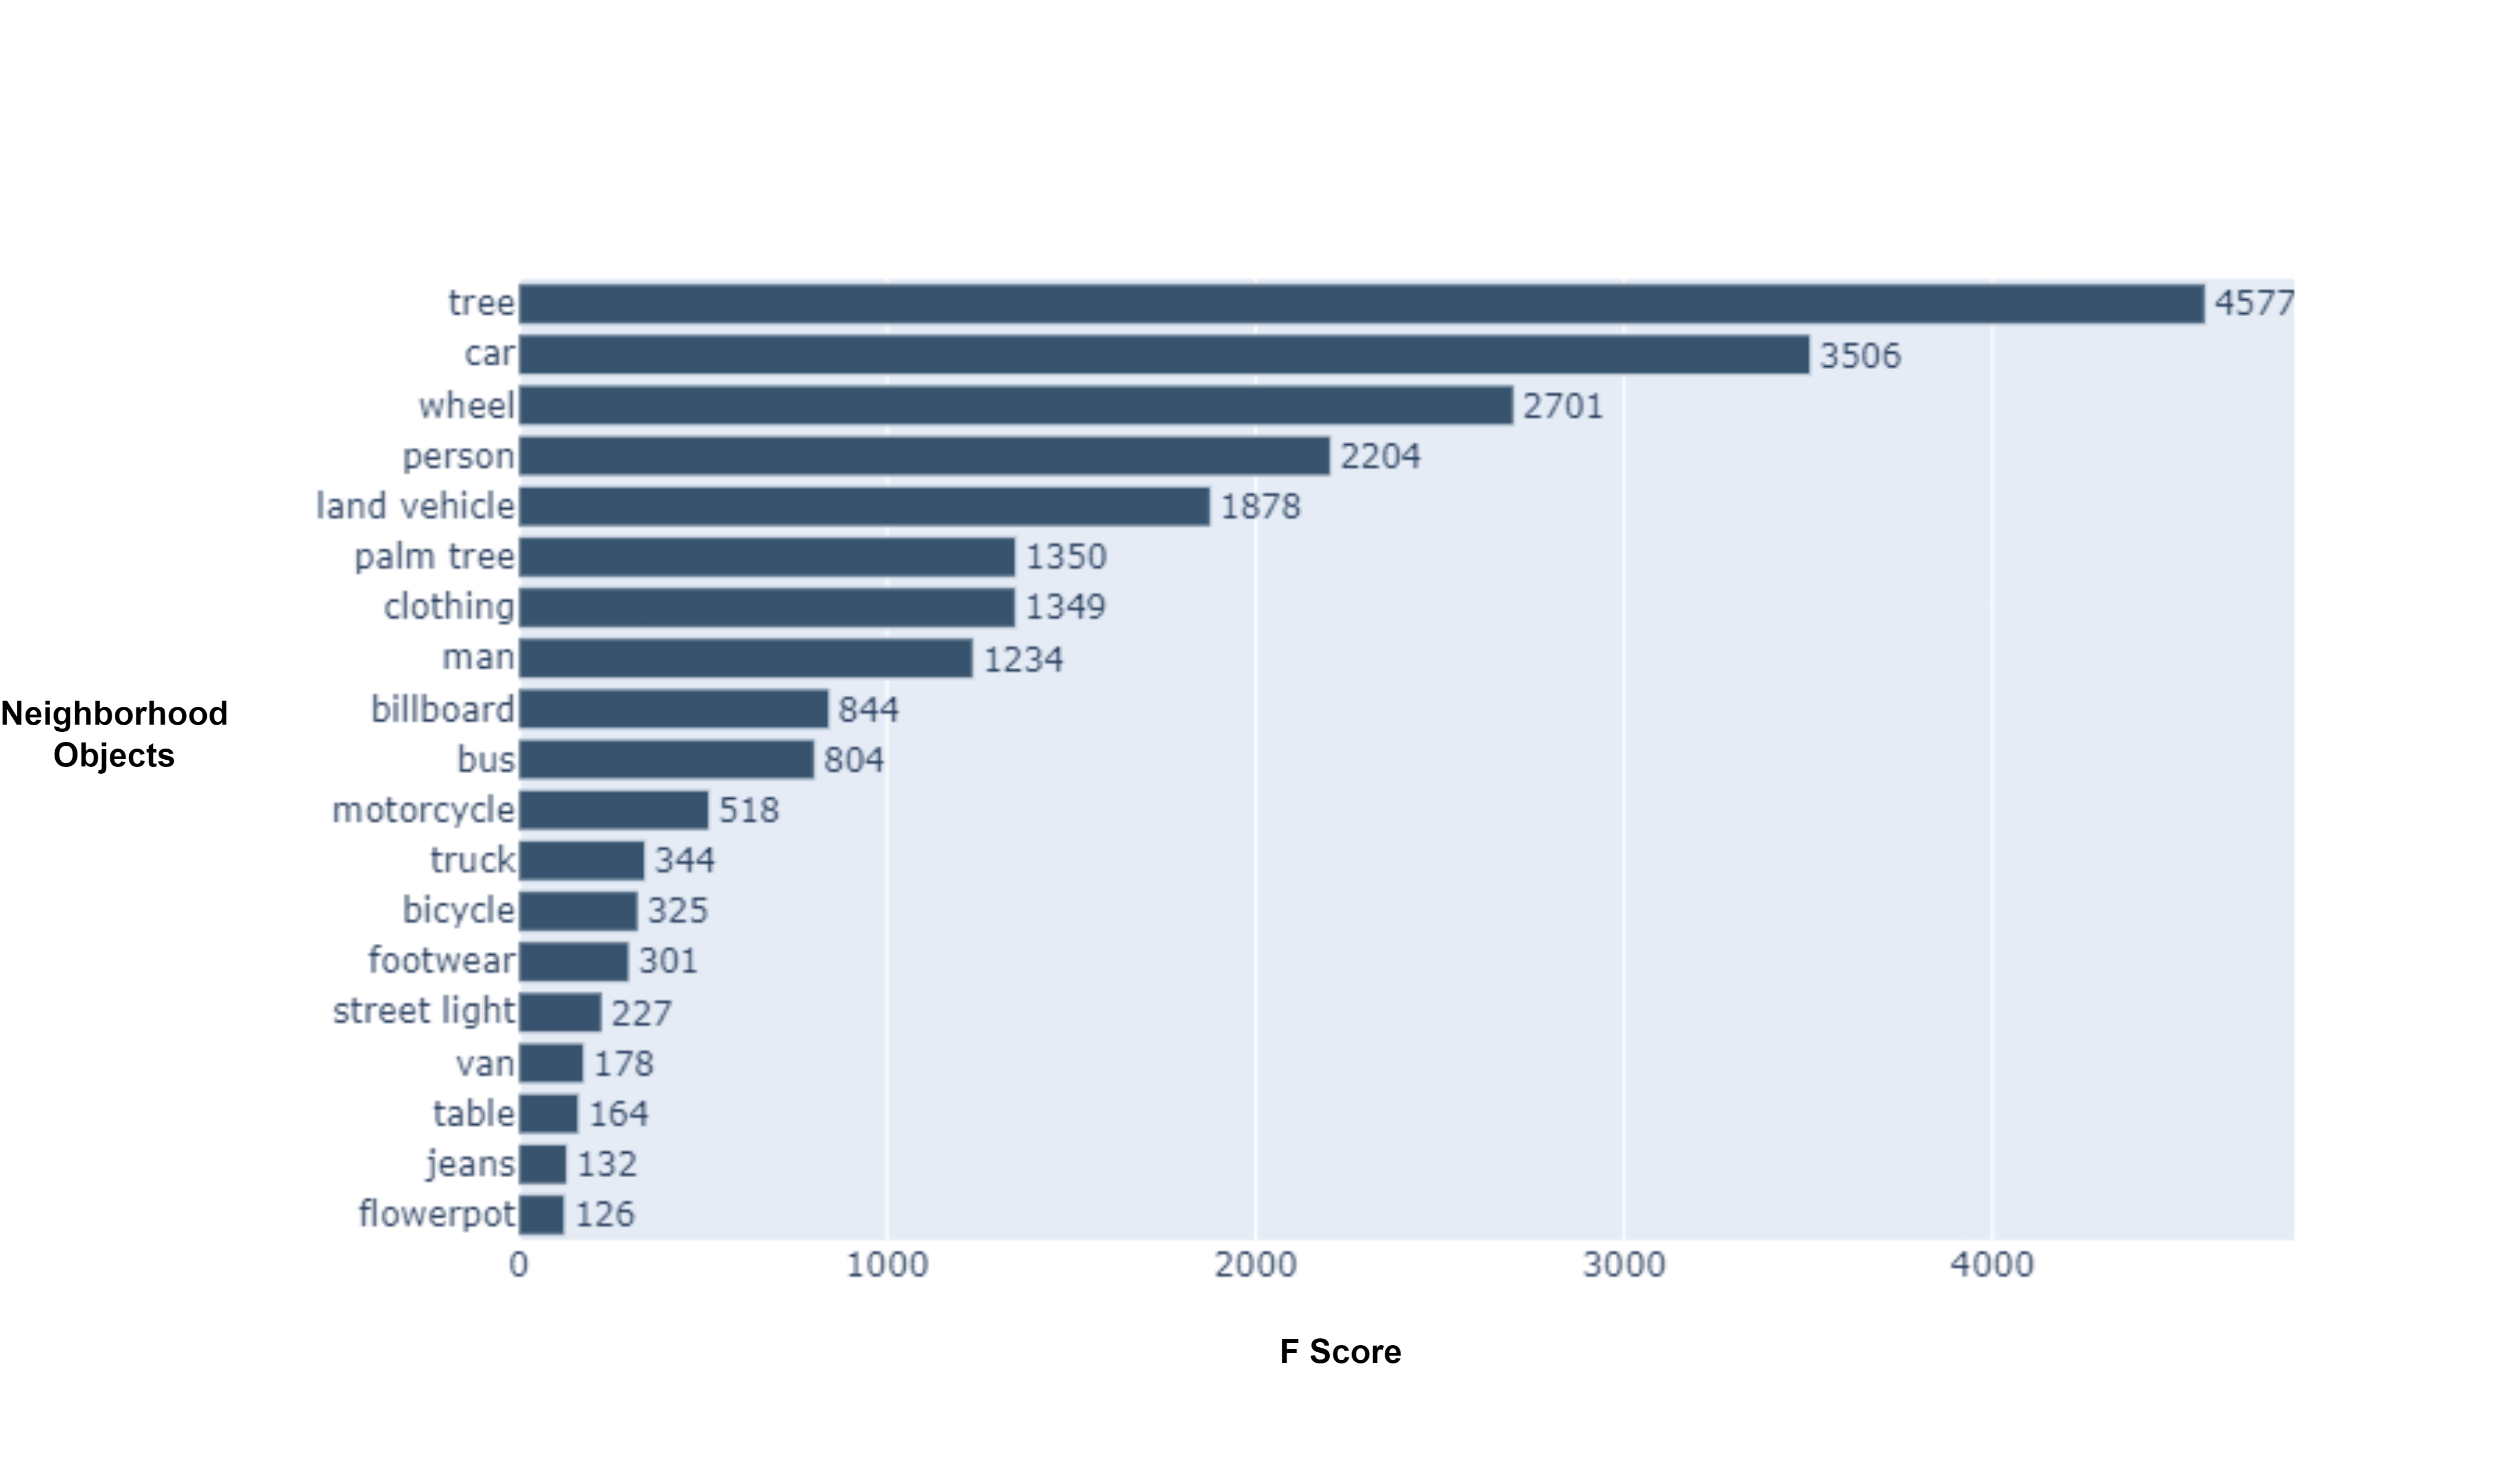 tree 4577
car 3506
wheel 2701
person 2204
land vehicle 1878
palm tree 1350
clothing 1349
man 1234
Neighborhood
Objects
billboard 844
bus 804
motorcycle 518
truck 344
bicycle 325
footwear 301
street light 227
van 178
table 164
jeans 132
flowerpot 126
0 1000 2000 3000 4000
F Score